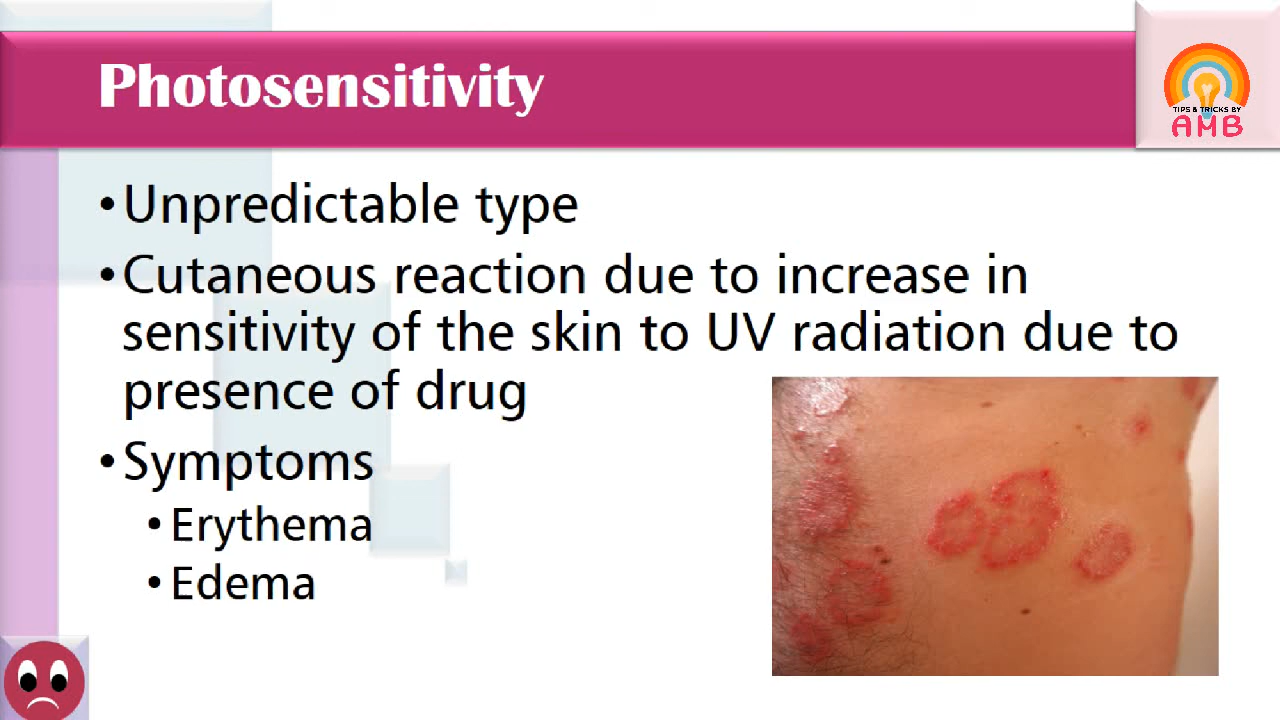 Photosensitivity
TIPS & TRICKS BY
AMB
• Unpredictable type
• Cutaneous reaction due to increase in
sensitivity of the skin to UV radiation due to
presence of drug
• Symptoms
• Erythema
• Edema